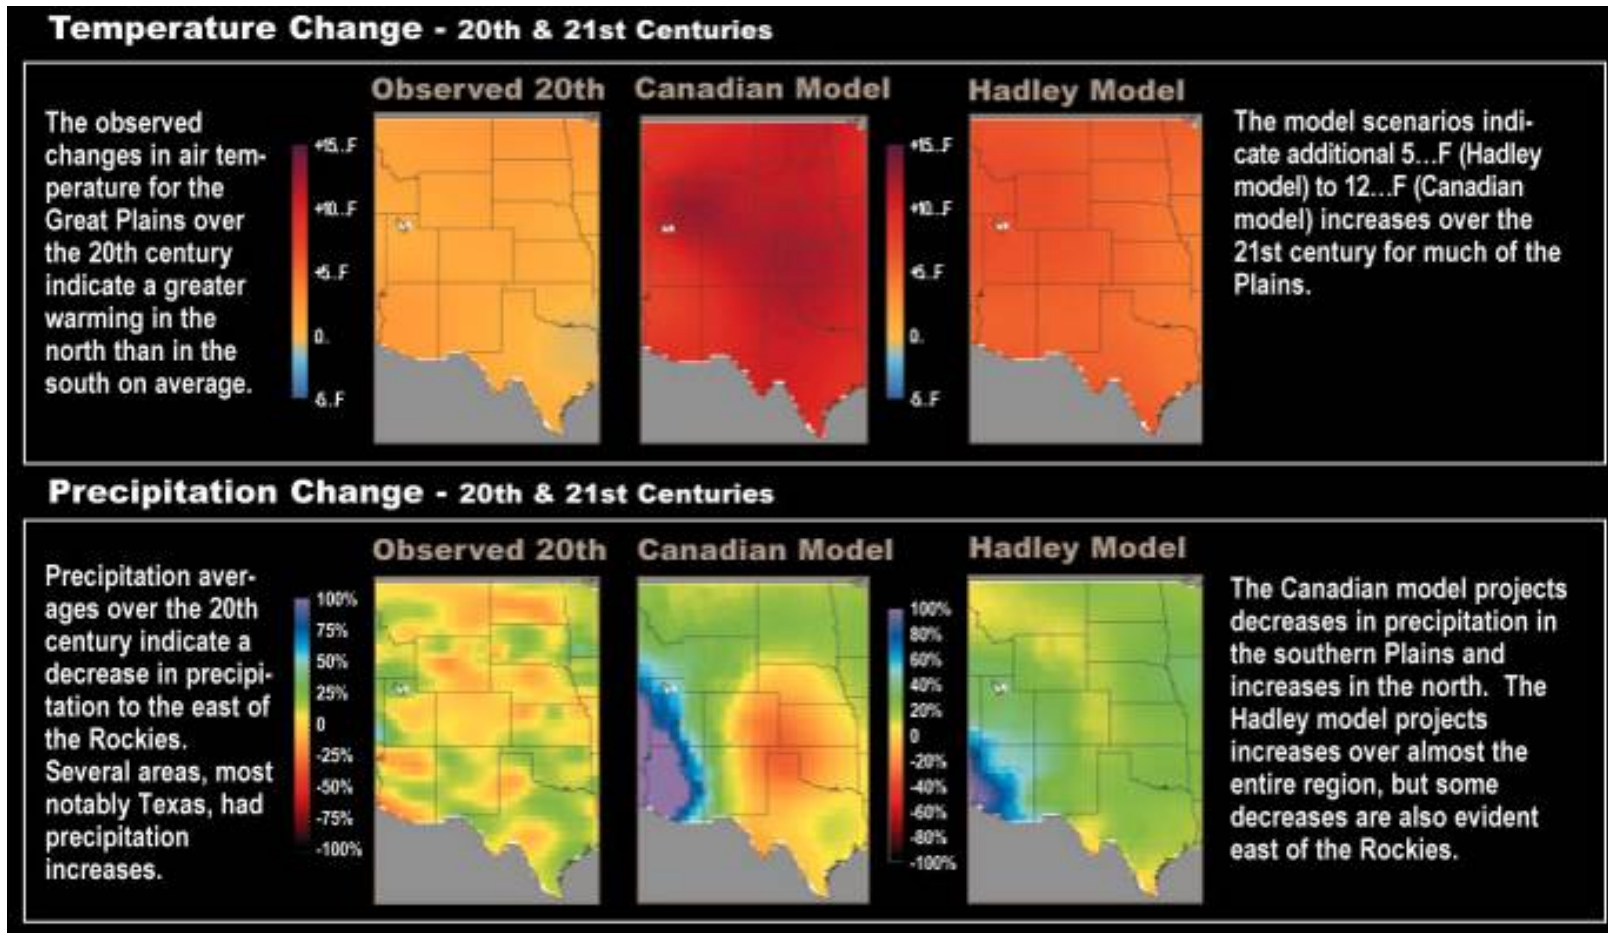 Temperature Change - 20th & 21st Centuries
Observed 20th
Canadian Model
Hadley Model
The observed
changes in air tem-
perature for the
Great Plains over
the 20th century
indicate a greater
warming in the
north than in the
south on average.
+15..F
+10..F
+5..F
0..
-5..F
+15..F
+10..F
+5..F
0..
-5..F
The model scenarios indi-
cate additional 5...F (Hadley
model) to 12...F (Canadian
model) increases over the
21st century for much of the
Plains.
Precipitation Change - 20th & 21st Centuries
Observed 20th
Canadian Model
Hadley Model
Precipitation aver-
ages over the 20th
century indicate a
decrease in precipi-
tation to the east of
the Rockies.
Several areas, most
notably Texas, had
precipitation
increases.
100%
75%
50%
25%
0
-25%
-50%
-75%
-100%
100%
80%
60%
40%
20%
0
-20%
-40%
-60%
-80%
-100%
The Canadian model projects
decreases in precipitation in
the southern Plains and
increases in the north. The
Hadley model projects
increases over almost the
entire region, but some
decreases are also evident
east of the Rockies.